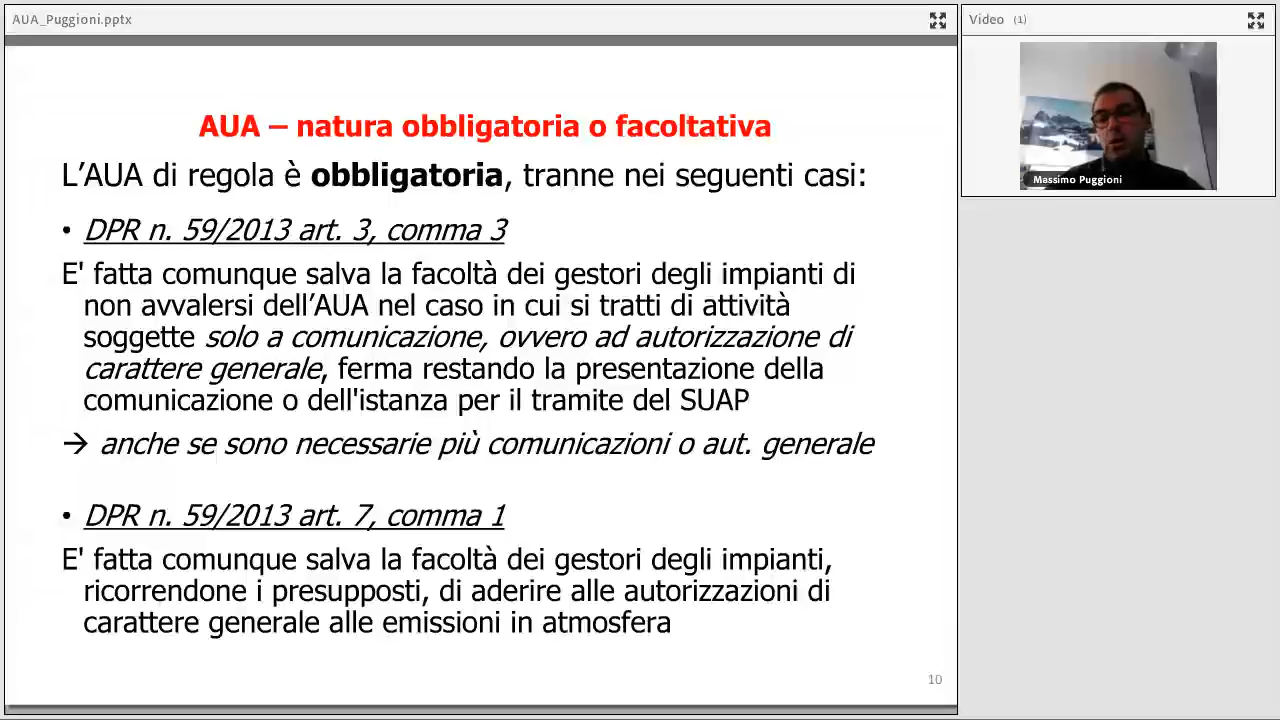 AUA_Puggioni.pptx
Video (1)
Massimo Puggioni
AUA – natura obbligatoria o facoltativa
L’AUA di regola è obbligatoria, tranne nei seguenti casi:
• DPR n. 59/2013 art. 3, comma 3
E' fatta comunque salva la facoltà dei gestori degli impianti di
non avvalersi dell’AUA nel caso in cui si tratti di attività
soggette solo a comunicazione, ovvero ad autorizzazione di
carattere generale, ferma restando la presentazione della
comunicazione o dell'istanza per il tramite del SUAP
→ anche se sono necessarie più comunicazioni o aut. generale
• DPR n. 59/2013 art. 7, comma 1
E' fatta comunque salva la facoltà dei gestori degli impianti,
ricorrendone i presupposti, di aderire alle autorizzazioni di
carattere generale alle emissioni in atmosfera
10